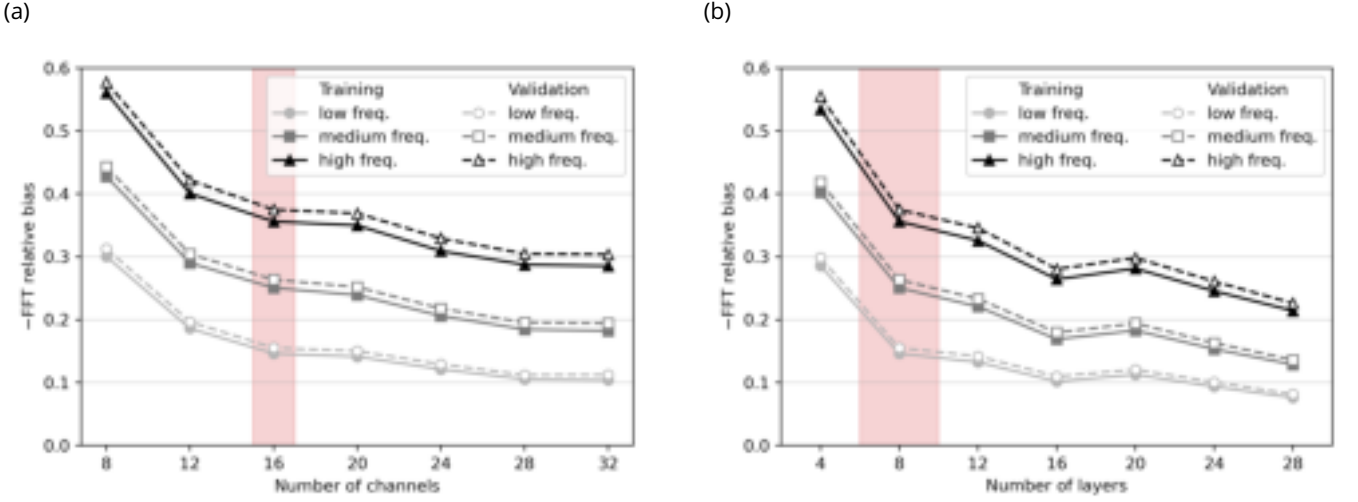 (a)
0.6
0.5
0.4
0.3
0.2
0.1
0.0
−FFT relative bias
Training Validation
low freq. low freq.
medium freq. medium freq.
high freq. high freq.
8 12 16 20 24 28 32
Number of channels
(b)
0.6
0.5
0.4
0.3
0.2
0.1
0.0
−FFT relative bias
Training Validation
low freq. low freq.
medium freq. medium freq.
high freq. high freq.
4 8 12 16 20 24 28
Number of layers